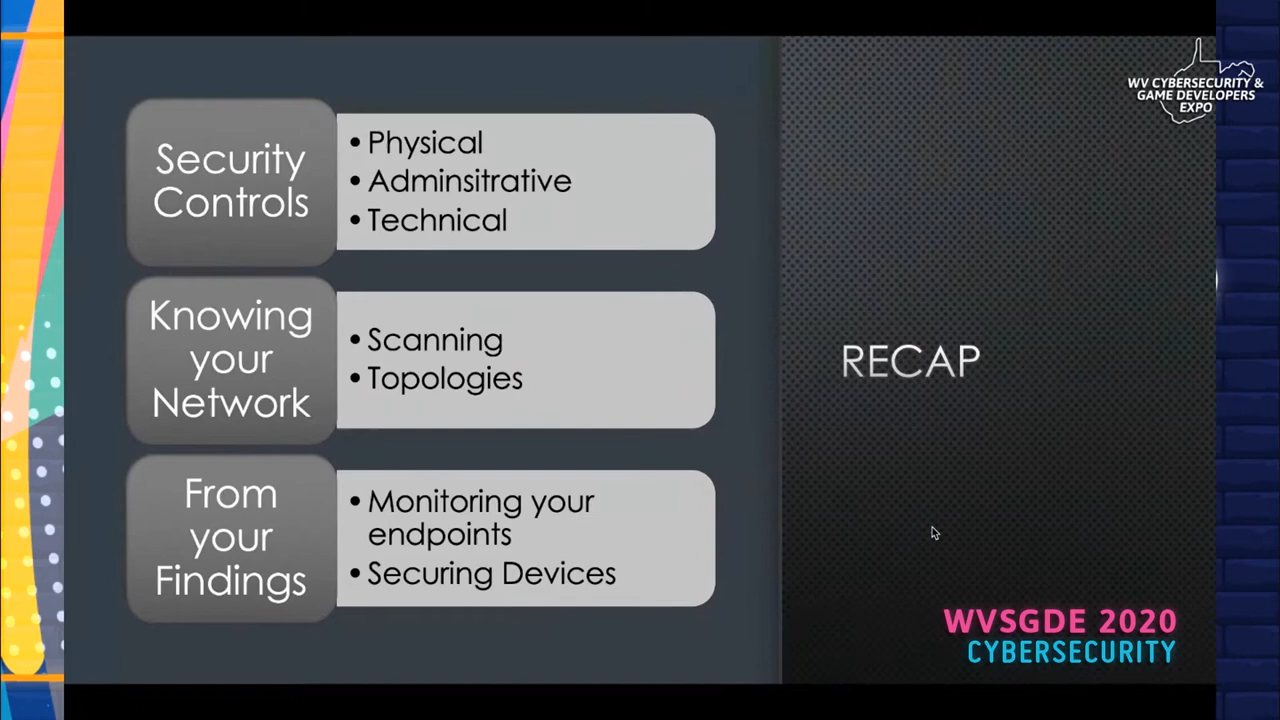 Security
Controls
• Physical
• Adminsitrative
• Technical
Knowing
your
Network
• Scanning
• Topologies
From
your
Findings
• Monitoring your
endpoints
• Securing Devices
RECAP
WV CYBERSECURITY &
GAME DEVELOPERS
EXPO
WVSGDE 2020
CYBERSECURITY